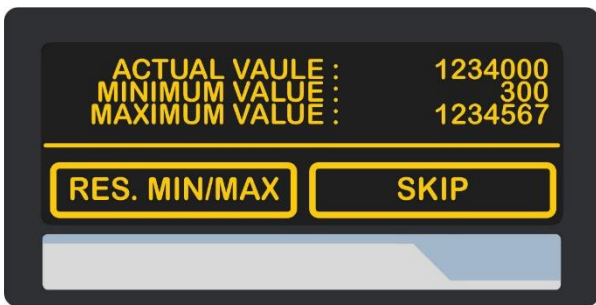 ACTUAL VAULE : 1234000
MINIMUM VALUE : 300
MAXIMUM VALUE : 1234567
RES. MIN/MAX SKIP